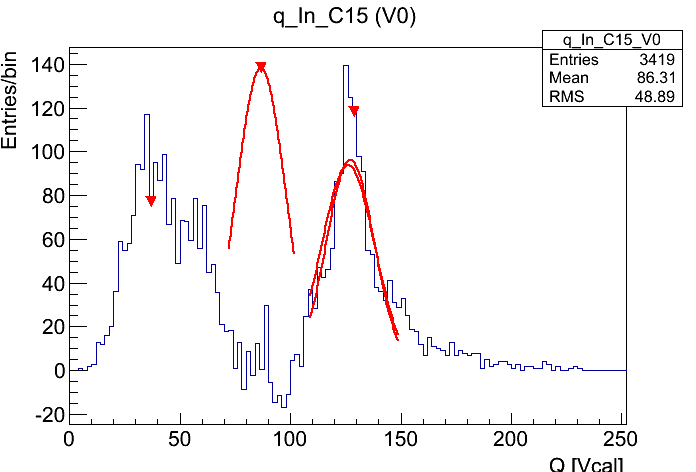 q_In_C15 (V0)
q_In_C15_V0
Entries 3419
Mean 86.31
RMS 48.89
Entries/bin
140
120
100
80
60
40
20
0
-20
0 50 100 150 200 250
Q [Vcal]